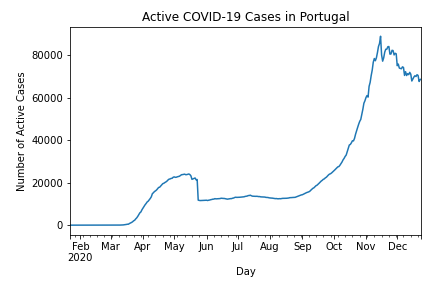 Active COVID-19 Cases in Portugal
Number of Active Cases
80000
60000
40000
20000
0
Feb Mar Apr May Jun Jul Aug Sep Oct Nov Dec
2020
Day